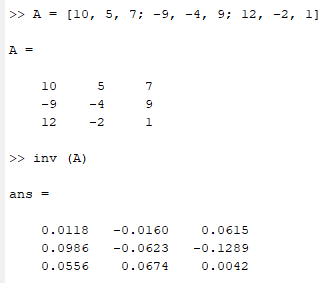 >> A = [10, 5, 7; -9, -4, 9; 12, -2, 1]
A =
10 5 7
-9 -4 9
12 -2 1
>> inv (A)
ans =
0.0118 -0.0160 0.0615
0.0986 -0.0623 -0.1289
0.0556 0.0674 0.0042